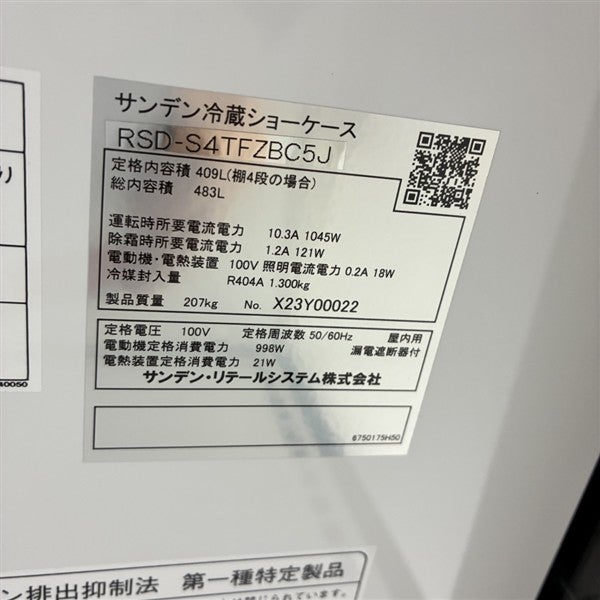 サンデン冷蔵ショーケース
RSD-S4TFZBC5J
定格内容積 409L(棚4段の場合)
総内容積 483L
運転時所要電流電力 10.3A 1045W
除霜時所要電流電力 1.2A 121W
電動機・電熱装置 100V 照明電流電力 0.2A 18W
冷媒封入量 R404A 1.300kg
製品質量 207kg No. X23Y00022
定格電圧 100V 定格周波数 50/60Hz 屋内用
電動機定格消費電力 998W 漏電遮断器付
電熱装置定格消費電力 21W
サンデン・リテールシステム株式会社
6750175H50
り
40050
ン排出抑制法 第一種特定製品